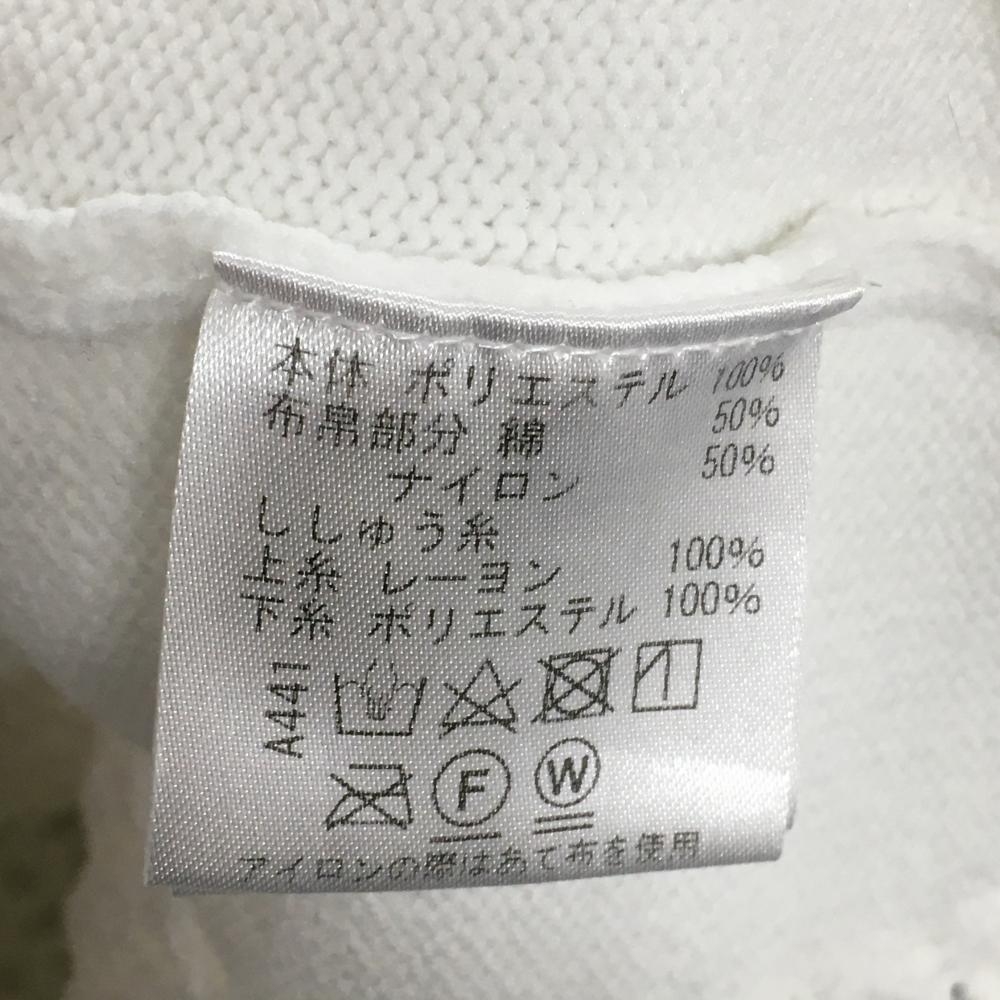 本体 ポリエステル 100%
布帛部分 綿 50%
ナイロン 50%
ししゅう糸
上糸 レーヨン 100%
下糸 ポリエステル 100%
A441
F W
アイロンの際はあて布を使用